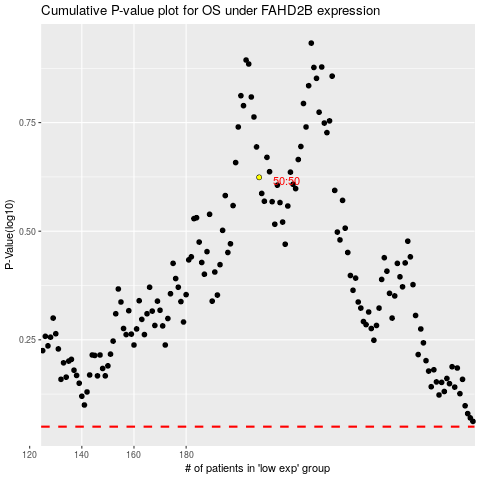 Cumulative P-value plot for OS under FAHD2B expression
P-Value(log10)
0.75
0.50
0.25
50:50
120 140 160 180
# of patients in 'low exp' group